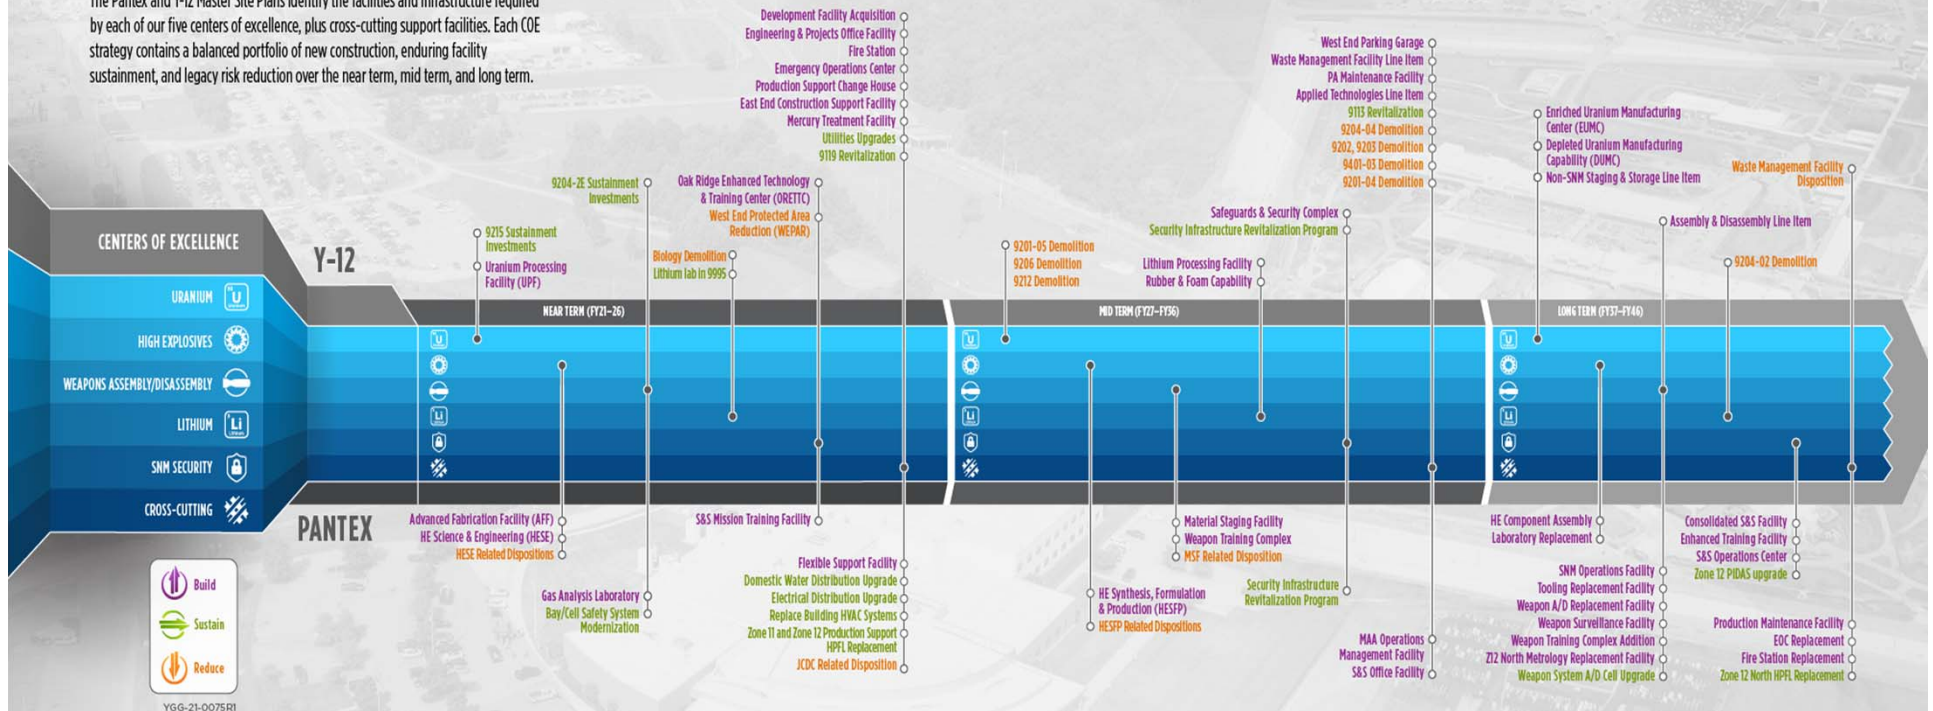 The Pantex and Y-12 Master Site Plans identify the facilities and infrastructure required
by each of our five centers of excellence, plus cross-cutting support facilities. Each COE
strategy contains a balanced portfolio of new construction, enduring facility
sustainment, and legacy risk reduction over the near term, mid term, and long term.
CENTERS OF EXCELLENCE
URANIUM
U
HIGH EXPLOSIVES
WEAPONS ASSEMBLY/DISASSEMBLY
LITHIUM
Li
SNM SECURITY
CROSS-CUTTING
Y-12
PANTEX
Build
Sustain
Reduce
YGG-21-0075R1
NEAR TERM (FY21–26)
U
Li
9215 Sustainment
Investments
Uranium Processing
Facility (UPF)
9204-2E Sustainment
Investments
Biology Demolition
Lithium lab in 9995
Oak Ridge Enhanced Technology
& Training Center (ORETTC)
West End Protected Area
Reduction (WEPAR)
Development Facility Acquisition
Engineering & Projects Office Facility
Fire Station
Emergency Operations Center
Production Support Change House
East End Construction Support Facility
Mercury Treatment Facility
Utilities Upgrades
9119 Revitalization
Advanced Fabrication Facility (AFF)
HE Science & Engineering (HESE)
HESE Related Dispositions
Gas Analysis Laboratory
Bay/Cell Safety System
Modernization
S&S Mission Training Facility
Flexible Support Facility
Domestic Water Distribution Upgrade
Electrical Distribution Upgrade
Replace Building HVAC Systems
Zone 11 and Zone 12 Production Support
HPFL Replacement
JCDC Related Disposition
MID TERM (FY27–FY36)
U
Li
9201-05 Demolition
9206 Demolition
9212 Demolition
Lithium Processing Facility
Rubber & Foam Capability
Safeguards & Security Complex
Security Infrastructure Revitalization Program
West End Parking Garage
Waste Management Facility Line Item
PA Maintenance Facility
Applied Technologies Line Item
9113 Revitalization
9204-04 Demolition
9202, 9203 Demolition
9401-03 Demolition
9201-04 Demolition
HE Synthesis, Formulation
& Production (HESFP)
HESFP Related Dispositions
Material Staging Facility
Weapon Training Complex
MSF Related Disposition
Security Infrastructure
Revitalization Program
MAA Operations
Management Facility
S&S Office Facility
LONG TERM (FY37–FY46)
U
Li
Enriched Uranium Manufacturing
Center (EUMC)
Depleted Uranium Manufacturing
Capability (DUMC)
Non-SNM Staging & Storage Line Item
Assembly & Disassembly Line Item
9204-02 Demolition
Waste Management Facility
Disposition
HE Component Assembly
Laboratory Replacement
SNM Operations Facility
Tooling Replacement Facility
Weapon A/D Replacement Facility
Weapon Surveillance Facility
Weapon Training Complex Addition
Z12 North Metrology Replacement Facility
Weapon System A/D Cell Upgrade
Consolidated S&S Facility
Enhanced Training Facility
S&S Operations Center
Zone 12 PIDAS upgrade
Production Maintenance Facility
EOC Replacement
Fire Station Replacement
Zone 12 North HPFL Replacement